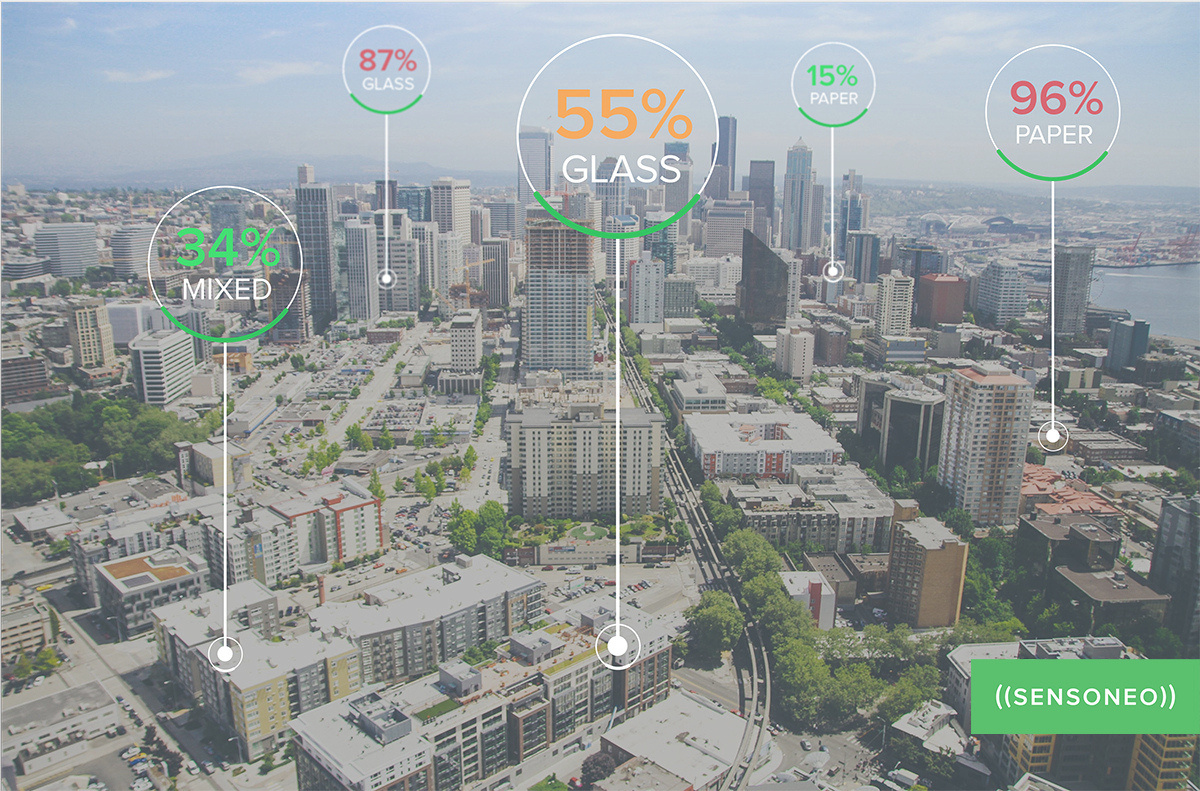 87%
GLASS
55%
GLASS
15%
PAPER
96%
PAPER
34%
MIXED
((SENSONEO))